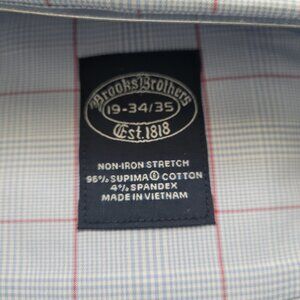 Brooks Brothers
19-34/35
Est. 1818
NON-IRON STRETCH
96% SUPIMA® COTTON
4% SPANDEX
MADE IN VIETNAM